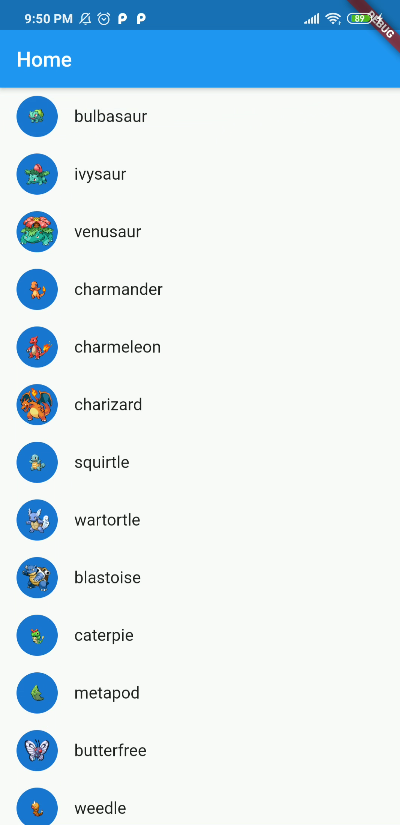 9:50 PM
89
DEBUG
Home
bulbasaur
ivysaur
venusaur
charmander
charmeleon
charizard
squirtle
wartortle
blastoise
caterpie
metapod
butterfree
weedle